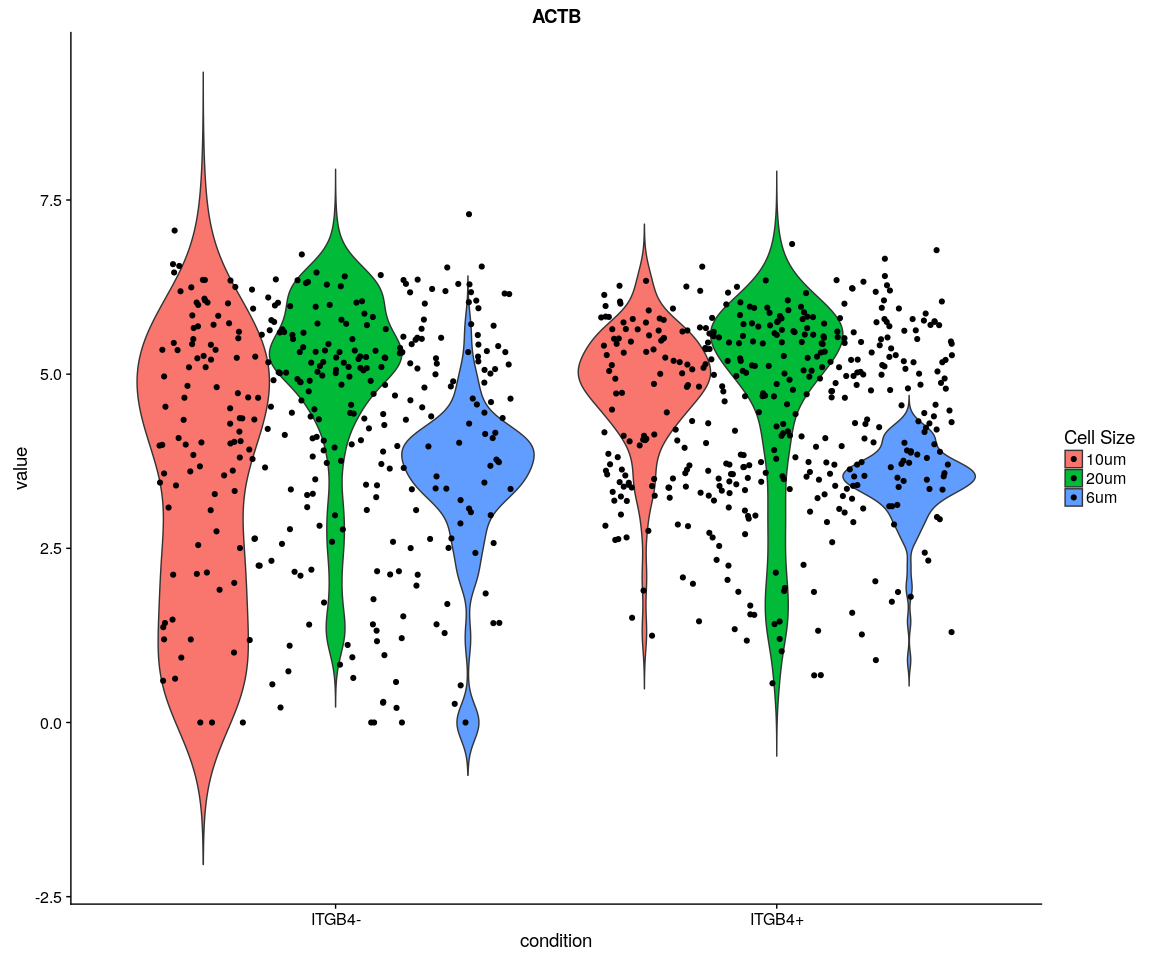 ACTB
value
7.5
5.0
2.5
0.0
-2.5
ITGB4-
ITGB4+
condition
Cell Size
10um
20um
6um